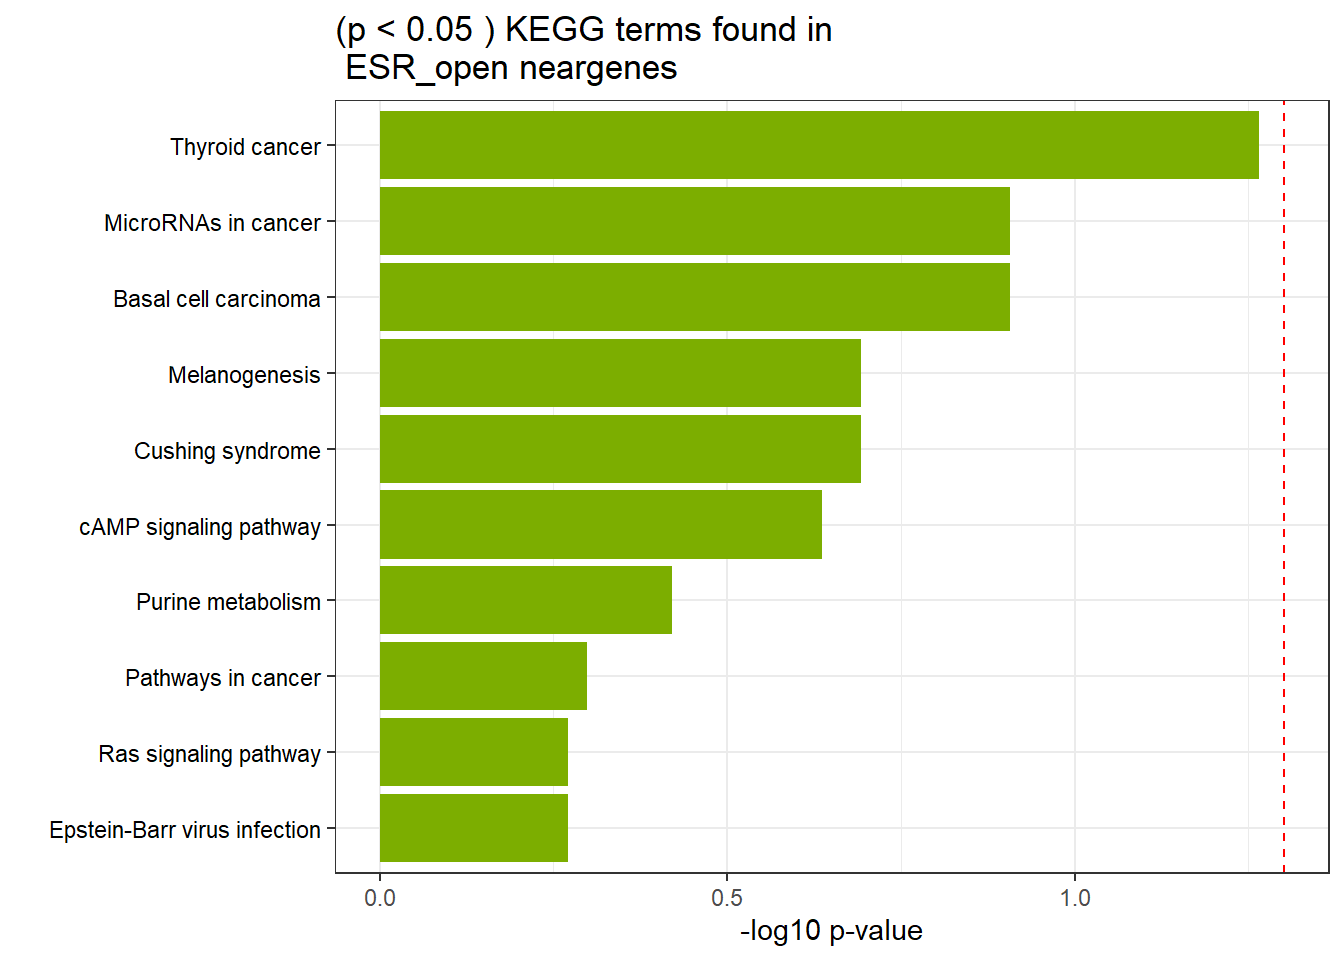 (p < 0.05 ) KEGG terms found in
ESR_open neargenes
Thyroid cancer
MicroRNAs in cancer
Basal cell carcinoma
Melanogenesis
Cushing syndrome
cAMP signaling pathway
Purine metabolism
Pathways in cancer
Ras signaling pathway
Epstein-Barr virus infection
0.0 0.5 1.0
-log10 p-value